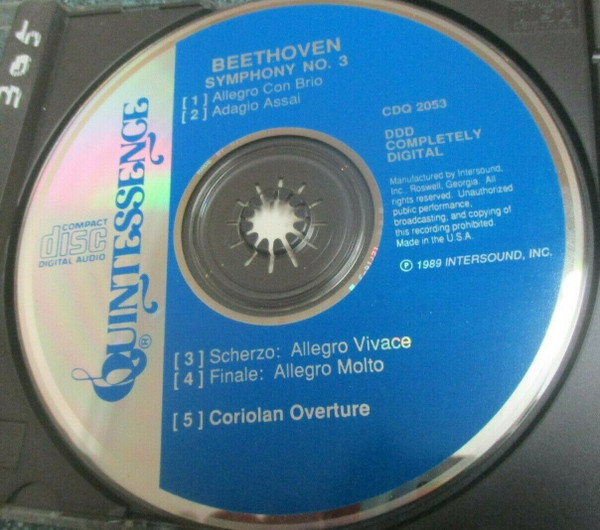 305
BEETHOVEN
SYMPHONY NO. 3
[ 1 ] Allegro Con Brio
[ 2 ] Adagio Assai
CDQ 2053
DDD
COMPLETELY
DIGITAL
Manufactured by Intersound,
Inc., Roswell, Georgia. All
rights reserved. Unauthorized
public performance,
broadcasting, and copying of
this recording prohibited.
Made in the U.S.A.
Ⓟ 1989 INTERSOUND, INC.
QUINTESSENCE®
COMPACT
disc
DIGITAL AUDIO
[ 3 ] Scherzo: Allegro Vivace
[ 4 ] Finale: Allegro Molto
[ 5 ] Coriolan Overture